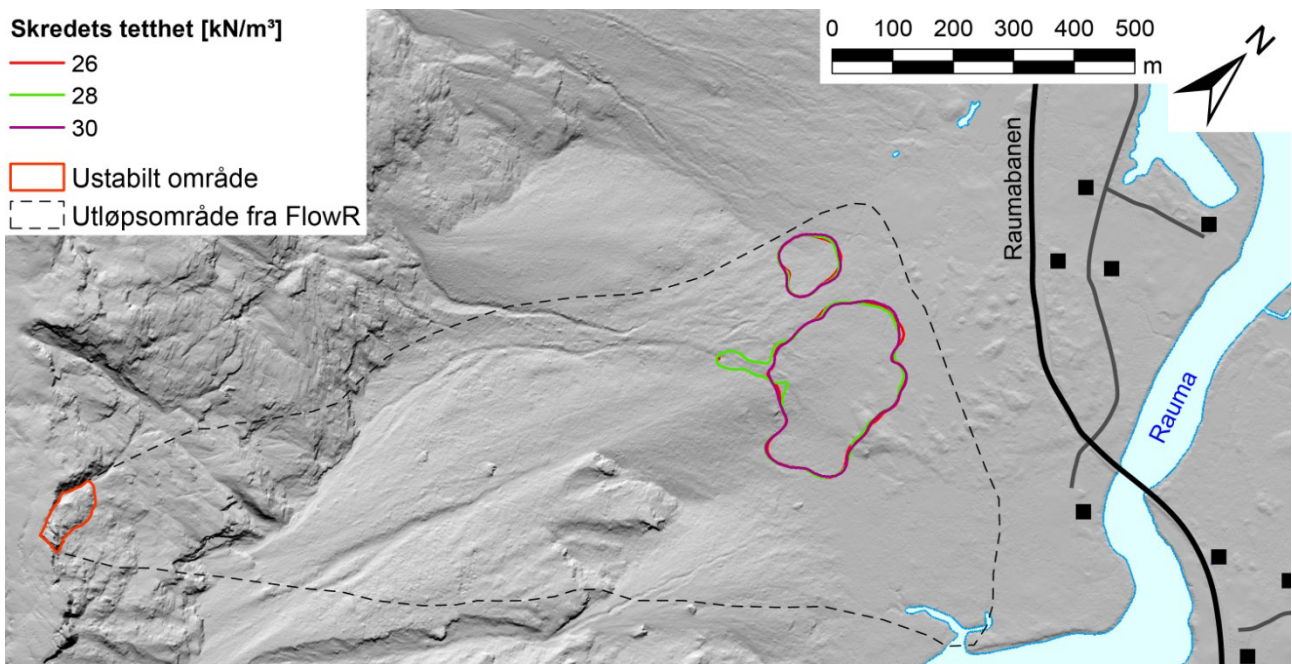 Skredets tetthet [kN/m³]
26
28
30
Ustabilt område
Utløpsområde fra FlowR
0 100 200 300 400 500
m
N
Raumabanen
Rauma